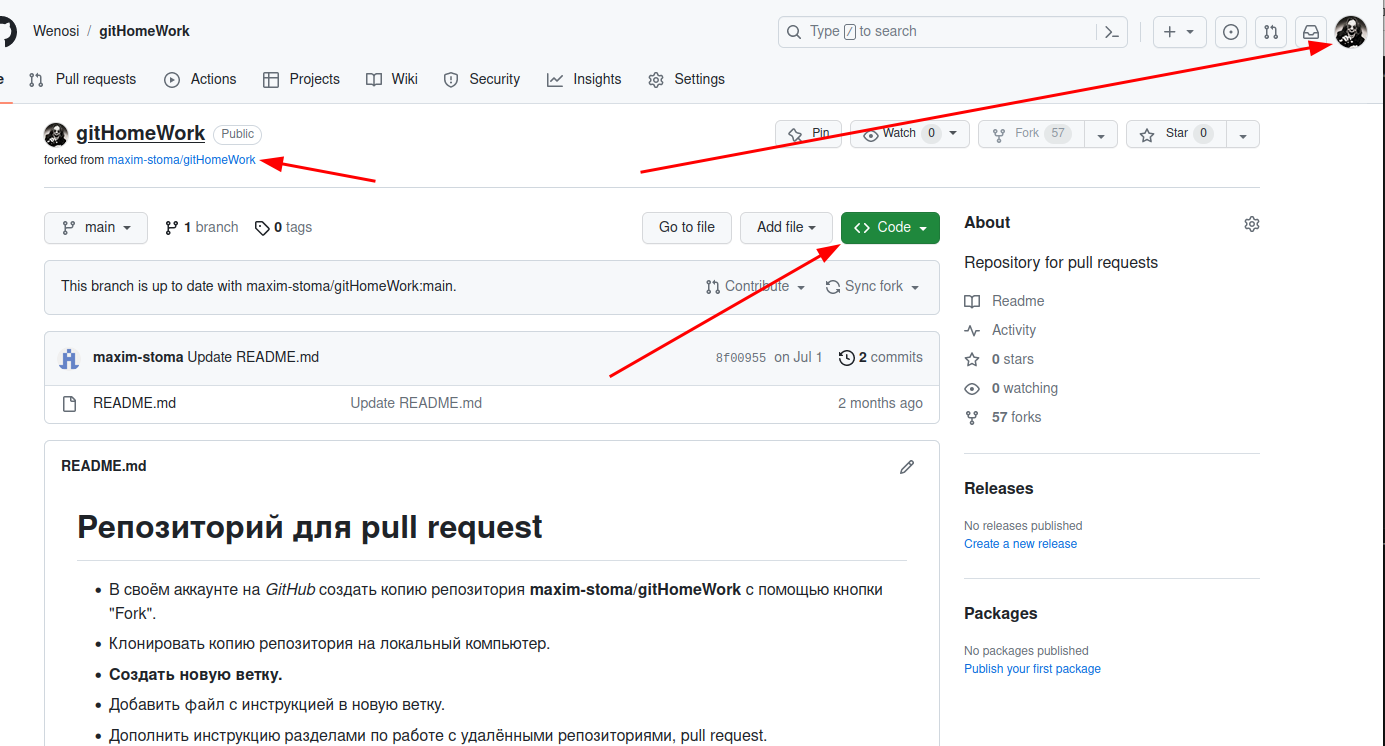 Wenosi / gitHomeWork
Type / to search
e Pull requests Actions Projects Wiki Security Insights Settings
gitHomeWork Public
Pin Watch 0 Fork 57 Star 0
forked from maxim-stoma/gitHomeWork
main 1 branch 0 tags Go to file Add file Code
This branch is up to date with maxim-stoma/gitHomeWork:main. Contribute Sync fork
maxim-stoma Update README.md 8f00955 on Jul 1 2 commits
README.md Update README.md 2 months ago
README.md
Репозиторий для pull request
• В своём аккаунте на GitHub создать копию репозитория maxim-stoma/gitHomeWork с помощью кнопки
"Fork".
• Клонировать копию репозитория на локальный компьютер.
• Создать новую ветку.
• Добавить файл с инструкцией в новую ветку.
• Дополнить инструкцию разделами по работе с удалёнными репозиториями, pull request.
About
Repository for pull requests
Readme
Activity
0 stars
0 watching
57 forks
Releases
No releases published
Create a new release
Packages
No packages published
Publish your first package